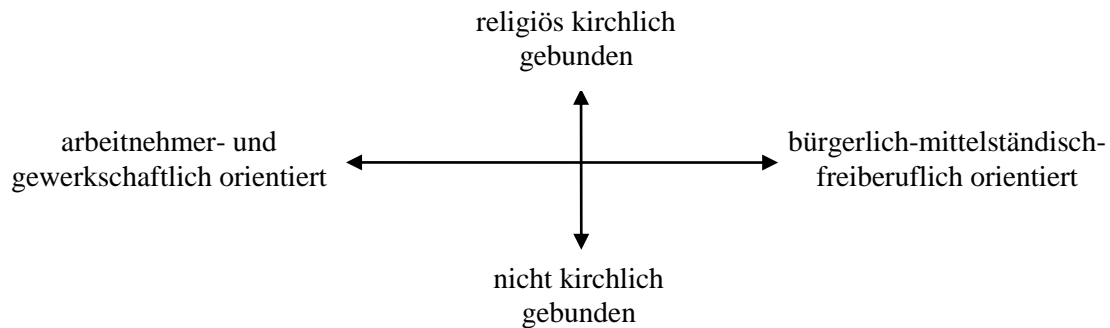 religiös kirchlich
gebunden
arbeitnehmer- und
gewerkschaftlich orientiert
bürgerlich-mittelständisch-
freiberuflich orientiert
nicht kirchlich
gebunden